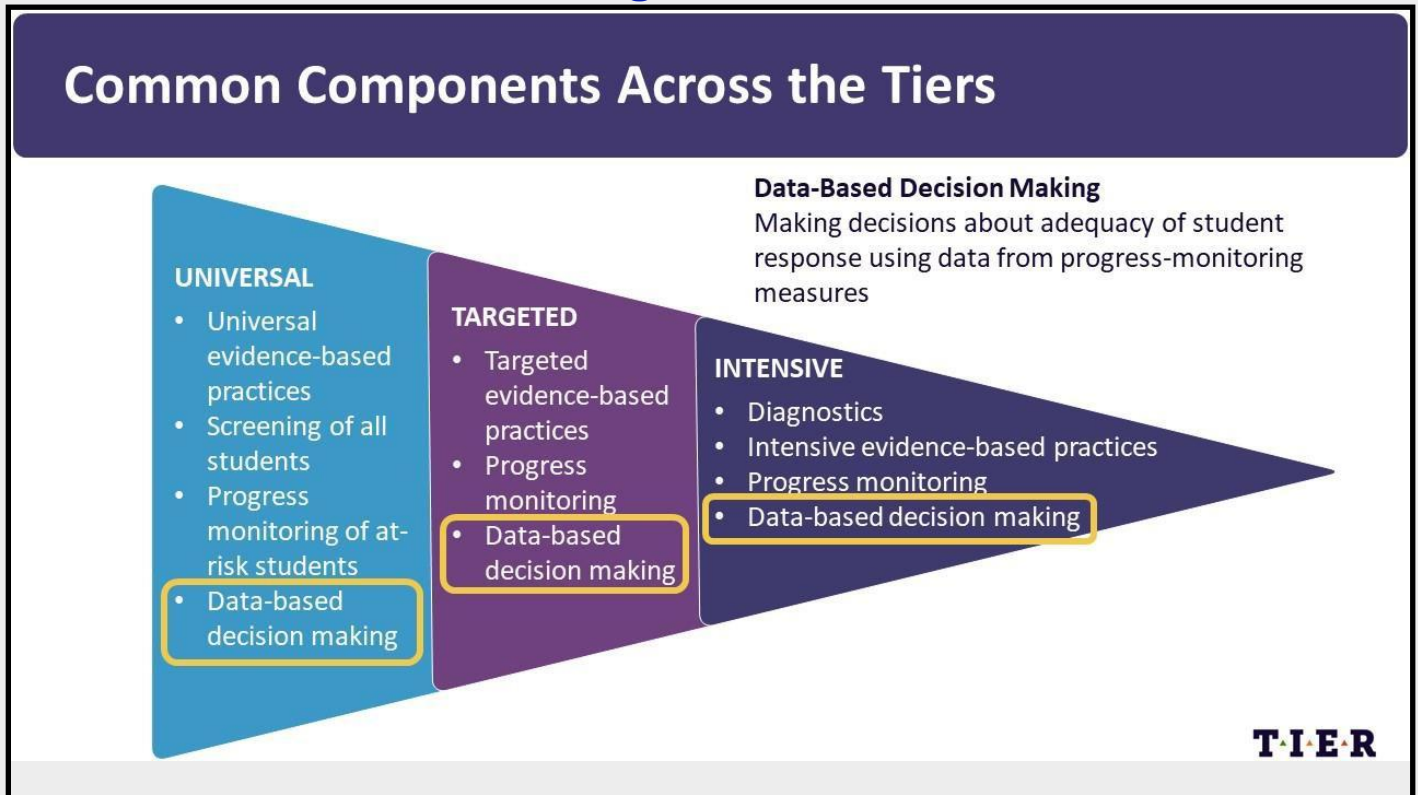 Common Components Across the Tiers
Data-Based Decision Making
Making decisions about adequacy of student
response using data from progress-monitoring
measures
UNIVERSAL
• Universal
evidence-based
practices
• Screening of all
students
• Progress
monitoring of at-
risk students
• Data-based
decision making
TARGETED
• Targeted
evidence-based
practices
• Progress
monitoring
• Data-based
decision making
INTENSIVE
• Diagnostics
• Intensive evidence-based practices
• Progress monitoring
• Data-based decision making
T·I·E·R